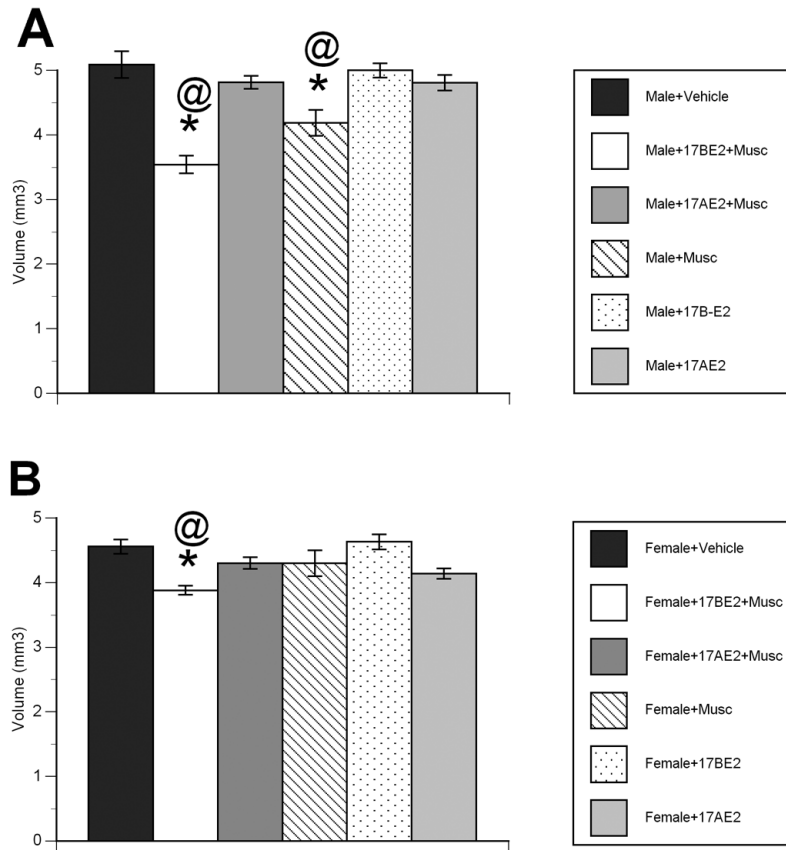 A
@
*
@
*
5
4
3
2
1
0
Volume (mm3)
Male+Vehicle
Male+17BE2+Musc
Male+17AE2+Musc
Male+Musc
Male+17B-E2
Male+17AE2
B
@
*
5
4
3
2
1
0
Volume (mm3)
Female+Vehicle
Female+17BE2+Musc
Female+17AE2+Musc
Female+Musc
Female+17BE2
Female+17AE2